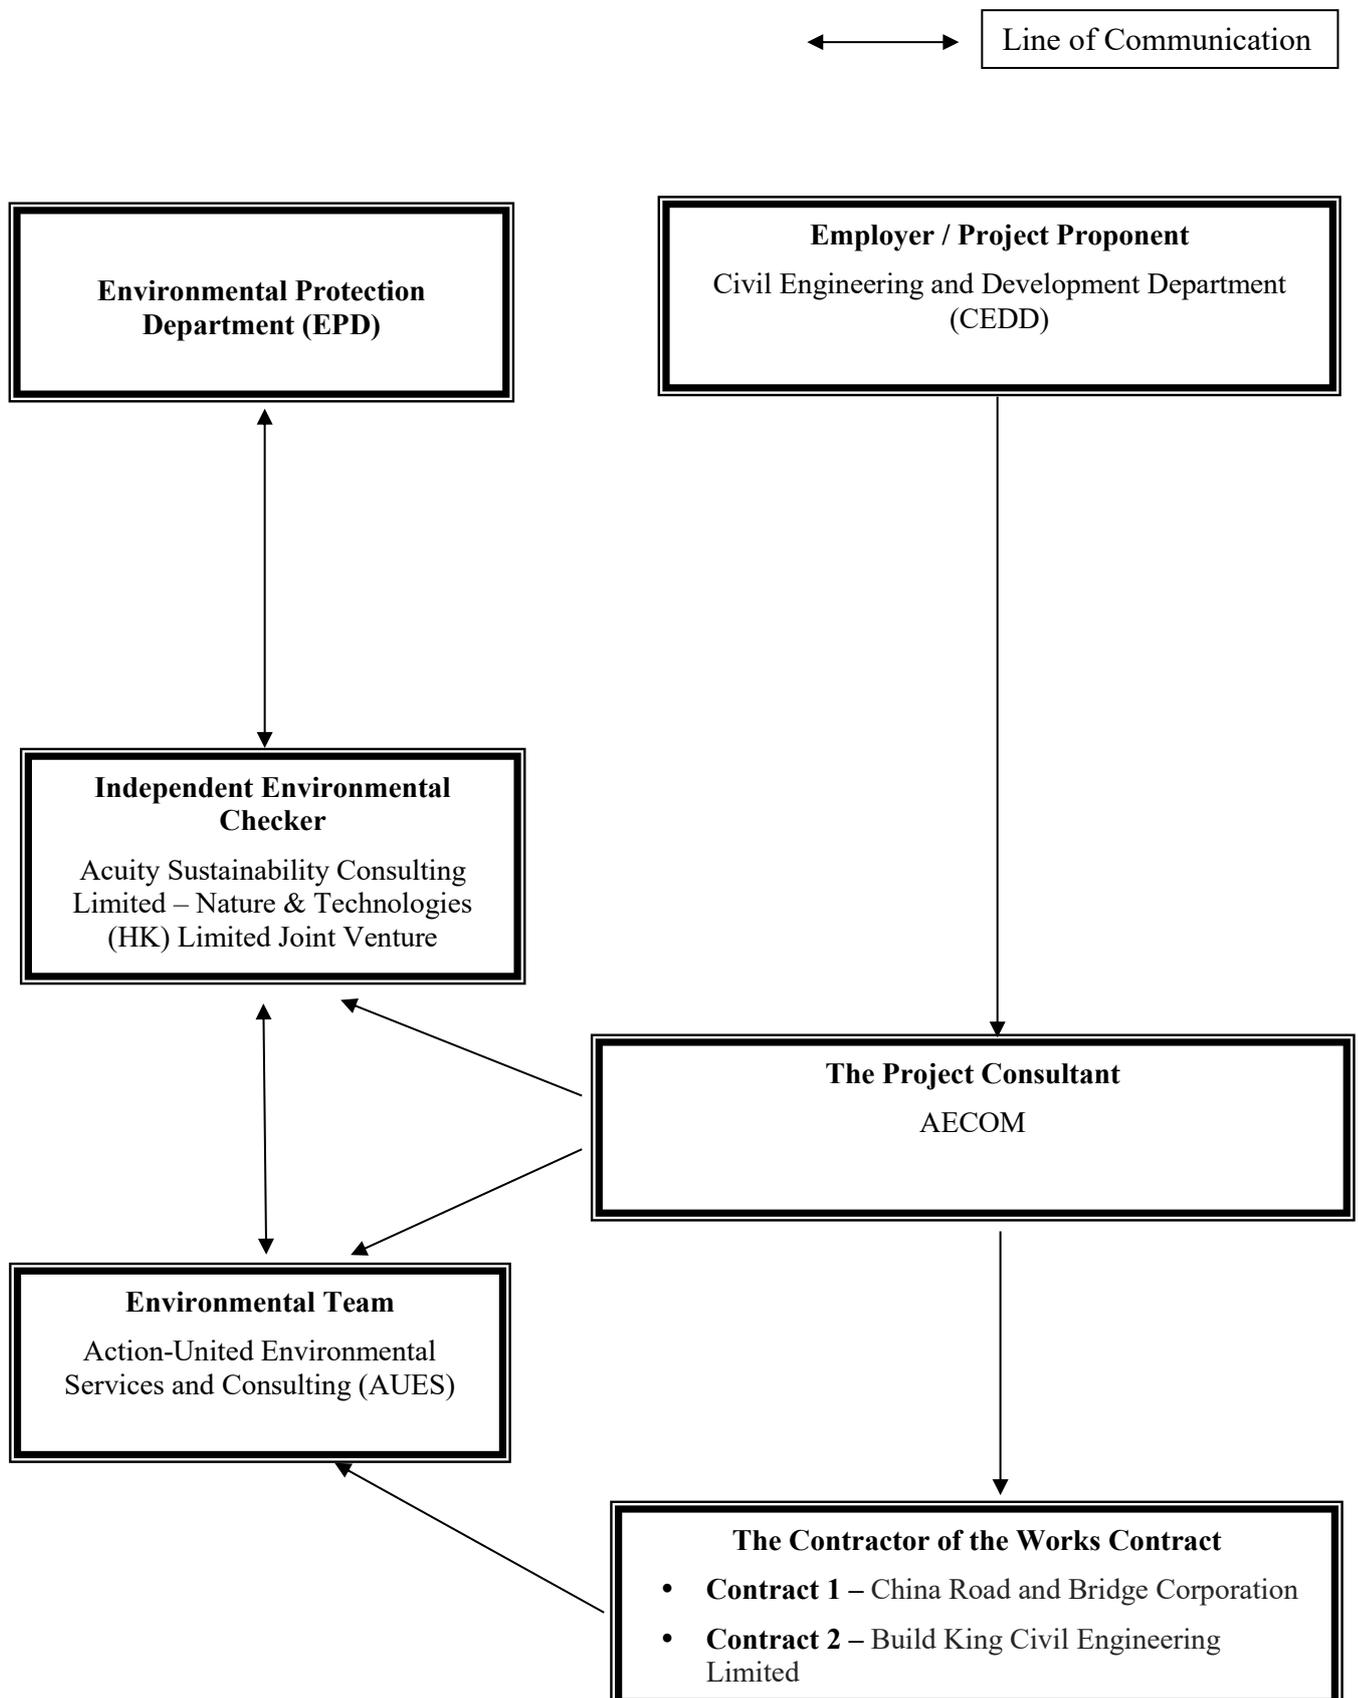 Line of Communication
Environmental Protection
Department (EPD)
Employer / Project Proponent
Civil Engineering and Development Department
(CEDD)
Independent Environmental
Checker
Acuity Sustainability Consulting
Limited – Nature & Technologies
(HK) Limited Joint Venture
The Project Consultant
AECOM
Environmental Team
Action-United Environmental
Services and Consulting (AUES)
The Contractor of the Works Contract
• Contract 1 – China Road and Bridge Corporation
• Contract 2 – Build King Civil Engineering
Limited